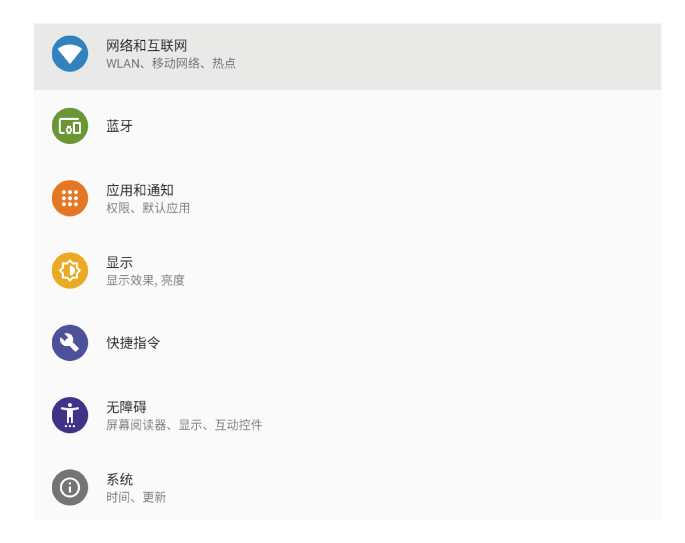 网络和互联网
WLAN、移动网络、热点
蓝牙
应用和通知
权限、默认应用
显示
显示效果, 亮度
快捷指令
无障碍
屏幕阅读器、显示、互动控件
系统
时间、更新